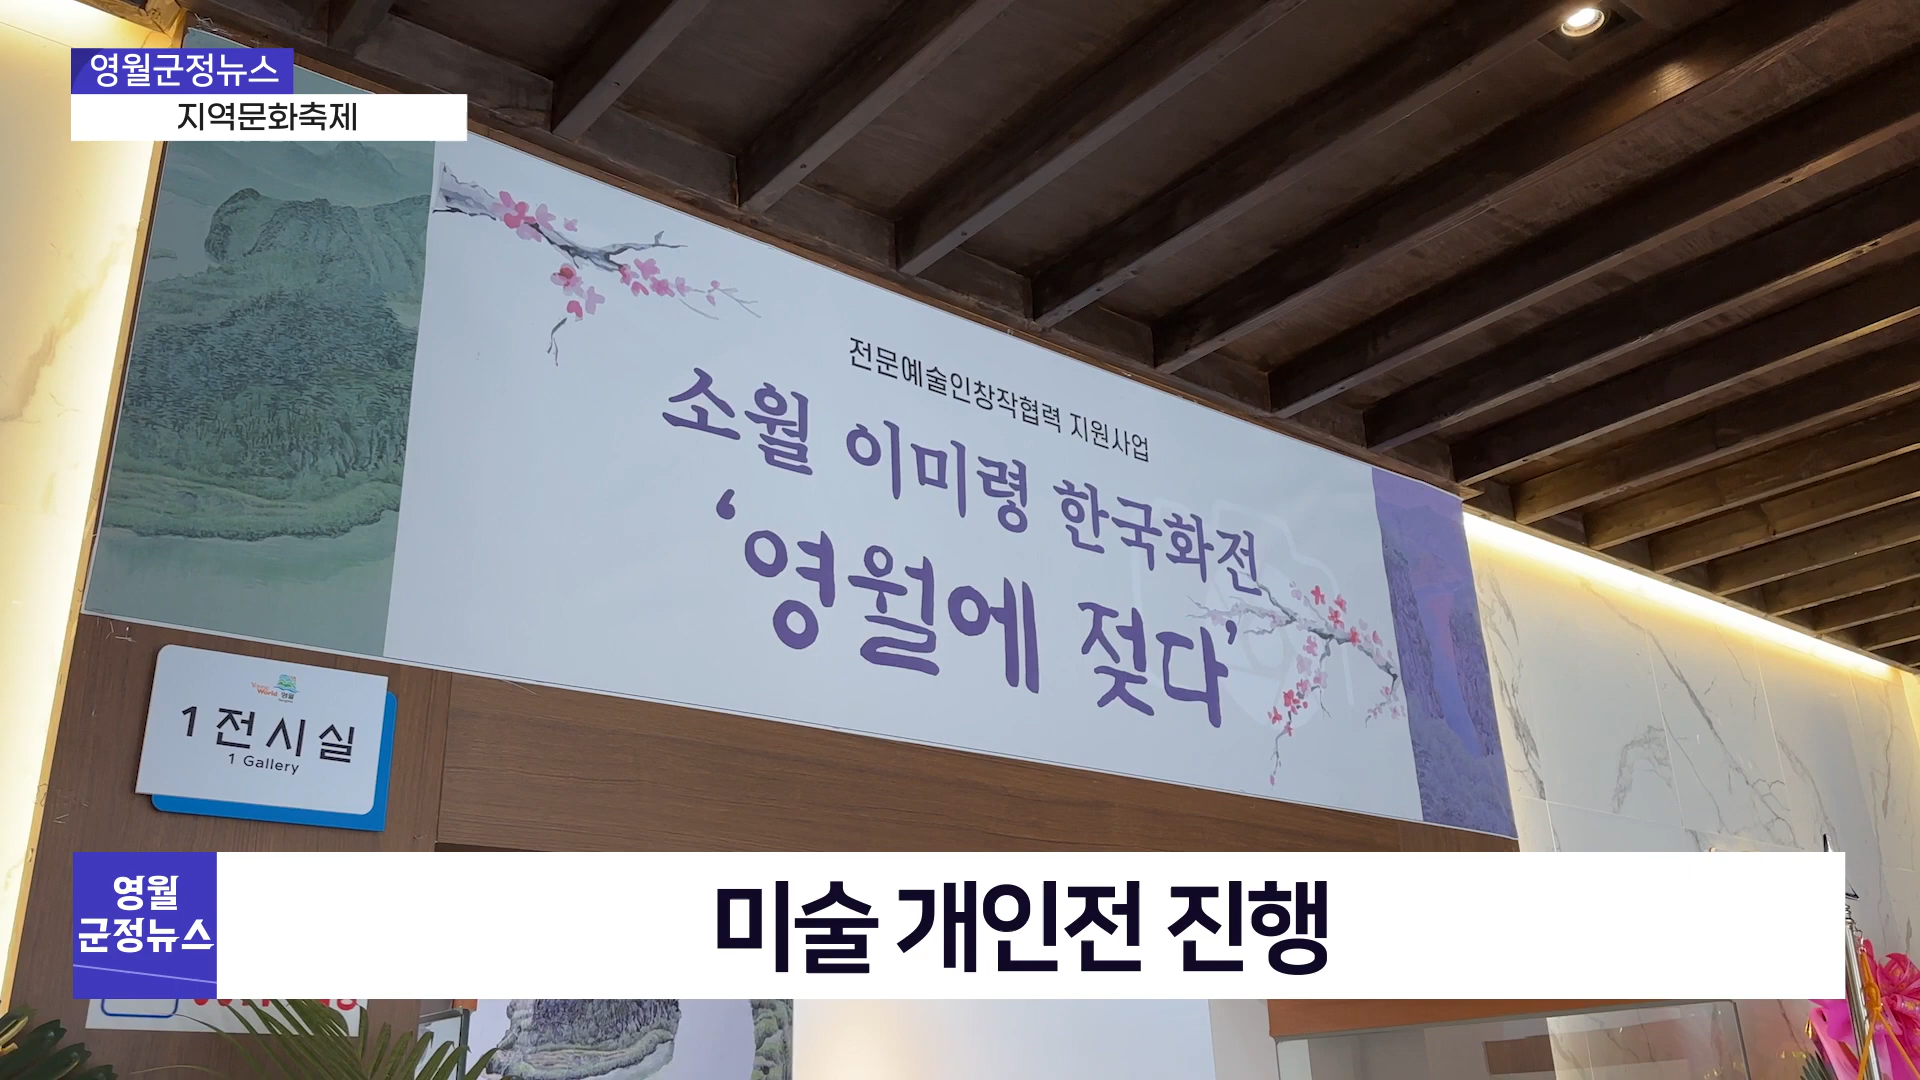 영월군정뉴스
지역문화축제
전문예술인창작협력 지원사업
소월 이미령 한국화전
‘영월에 젖다’
영월
1 전시실
1 Gallery
영월
군정뉴스
미술 개인전 진행